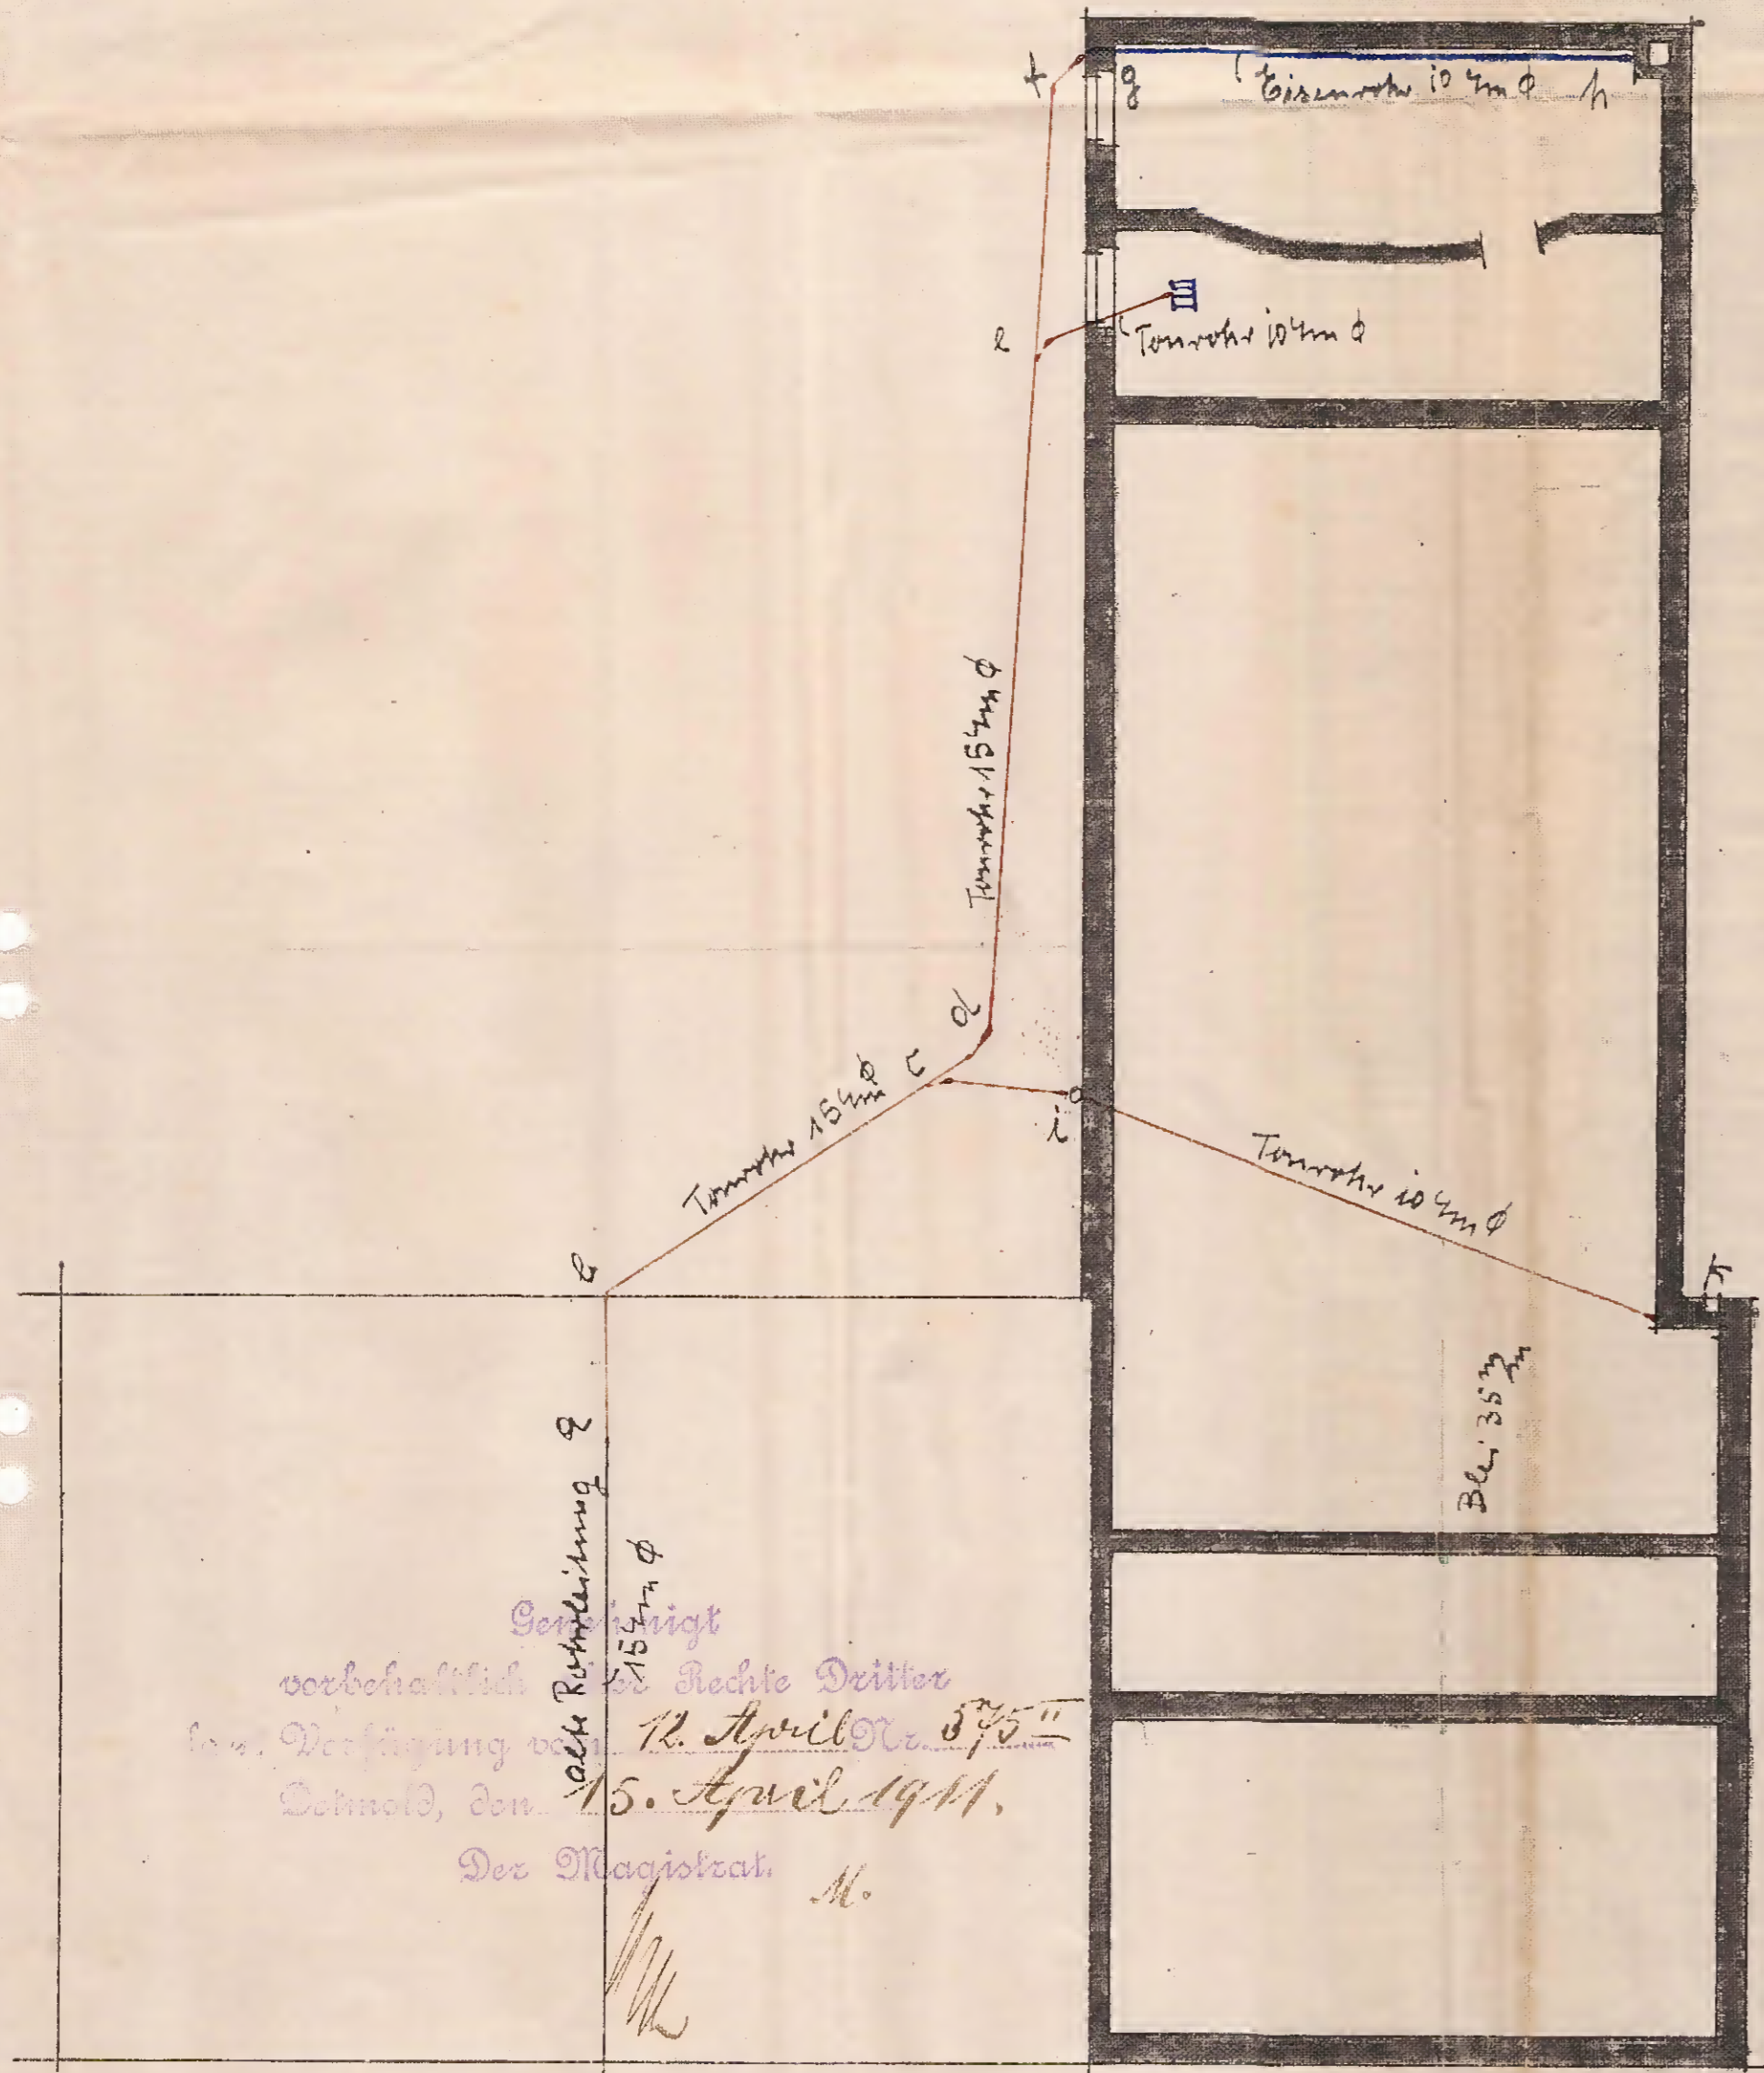 f
g
Eisenrohr 10 cm ø
h
e
Tonrohr 10 cm ø
Tonrohr 15 cm ø
d
c
Tonrohr 15 cm ø
i
Tonrohr 10 cm ø
b
k
Blei 35 m/m
a
alte Rohrleitung
15 cm ø
Genehmigt
vorbehaltlich aller Rechte Dritter
laut Verfügung vom 12. April Nr. 575 II
Detmold, den 15. April 1911.
Der Magistrat.
M.